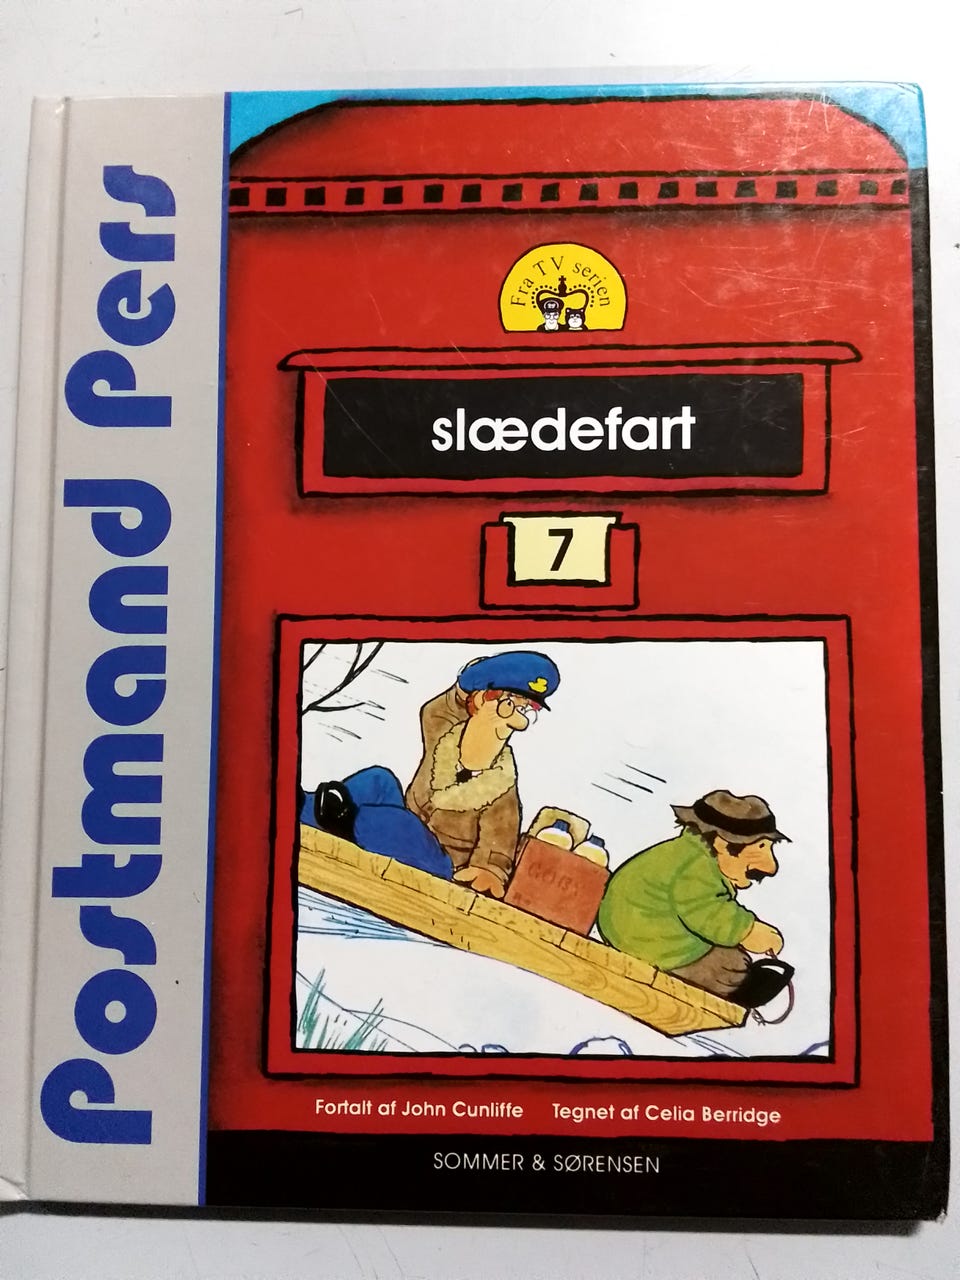 Postmand Pers
Fra TV serien
slædefart
7
Fortalt af John Cunliffe Tegnet af Celia Berridge
SOMMER & SØRENSEN